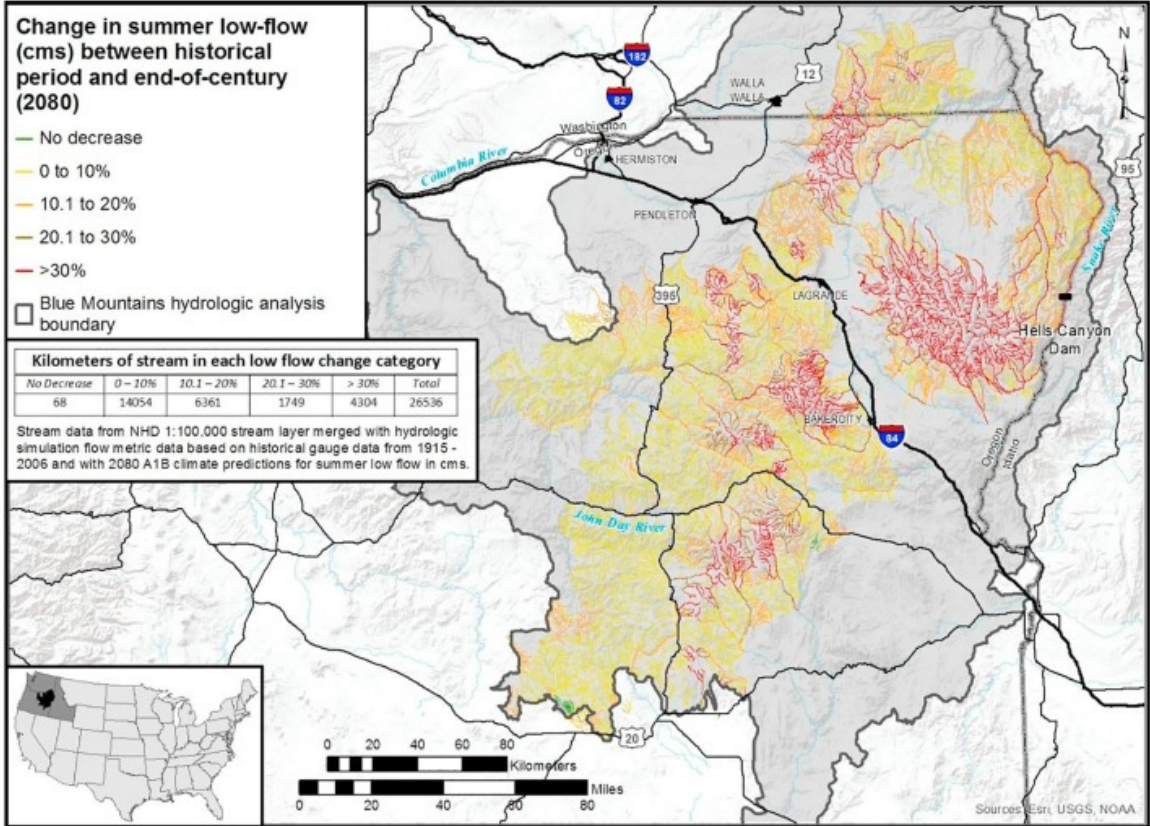 Change in summer low-flow
(cms) between historical
period and end-of-century
(2080)
No decrease
0 to 10%
10.1 to 20%
20.1 to 30%
>30%
Blue Mountains hydrologic analysis
boundary
Kilometers of stream in each low flow change category
No Decrease 0 – 10% 10.1 – 20% 20.1 – 30% > 30% Total
68 14054 6361 1749 4304 26536
Stream data from NHD 1:100,000 stream layer merged with hydrologic
simulation flow metric data based on historical gauge data from 1915 -
2006 and with 2080 A1B climate predictions for summer low flow in cms.
N
182
82
12
WALLA
WALLA
Washington
Oregon
HERMISTON
Columbia River
95
PENDLETON
Snake River
395
LAGRANDE
Hells Canyon
Dam
BAKERCITY
84
Oregon
Idaho
John Day River
20
0 10 20 40 60 80
Kilometers
Miles
0 10 20 40 60 80
Sources: Esri, USGS, NOAA